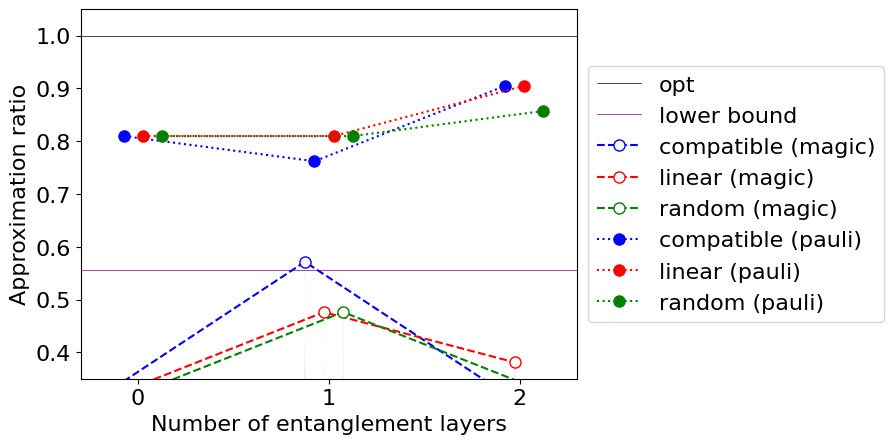 Approximation ratio
1.0
0.9
0.8
0.7
0.6
0.5
0.4
0
1
2
Number of entanglement layers
opt
lower bound
compatible (magic)
linear (magic)
random (magic)
compatible (pauli)
linear (pauli)
random (pauli)